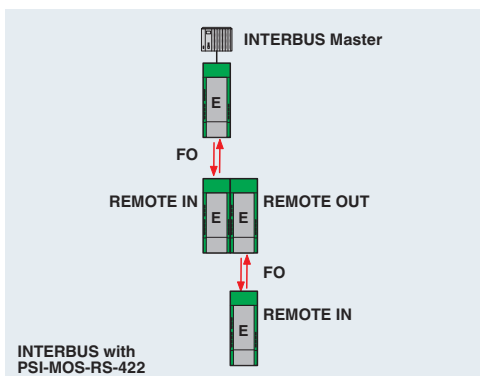 INTERBUS Master
E
FO
REMOTE IN
E
E
REMOTE OUT
FO
E
REMOTE IN
INTERBUS with
PSI-MOS-RS-422